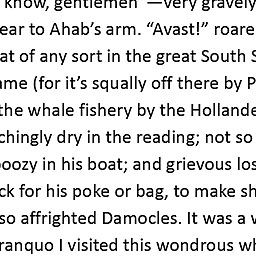 know, gentlemen"—very gravely
ear to Ahab's arm. “Avast!” roare
at of any sort in the great South S
ame (for it's squally off there by P
the whale fishery by the Hollande
chingly dry in the reading; not so
oozy in his boat; and grievous los
ck for his poke or bag, to make sh
so affrighted Damocles. It was a w
ranquo I visited this wondrous wh